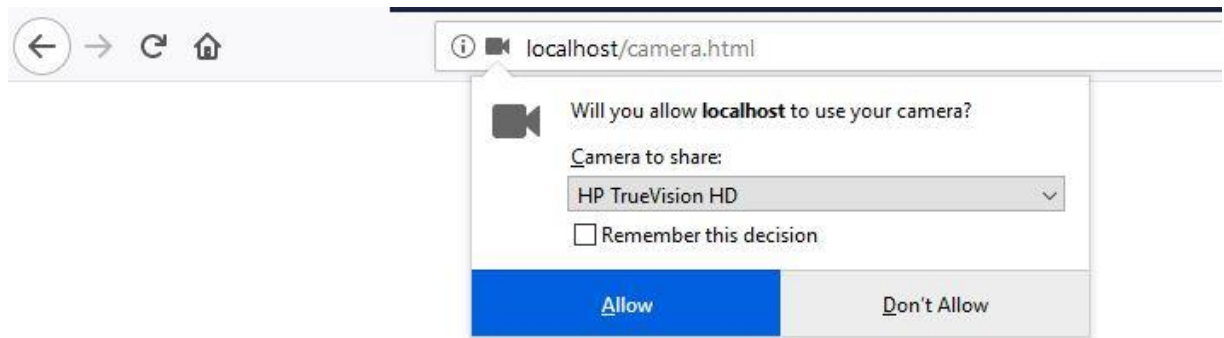 localhost/camera.html
Will you allow localhost to use your camera?
Camera to share:
HP TrueVision HD
Remember this decision
Allow
Don't Allow